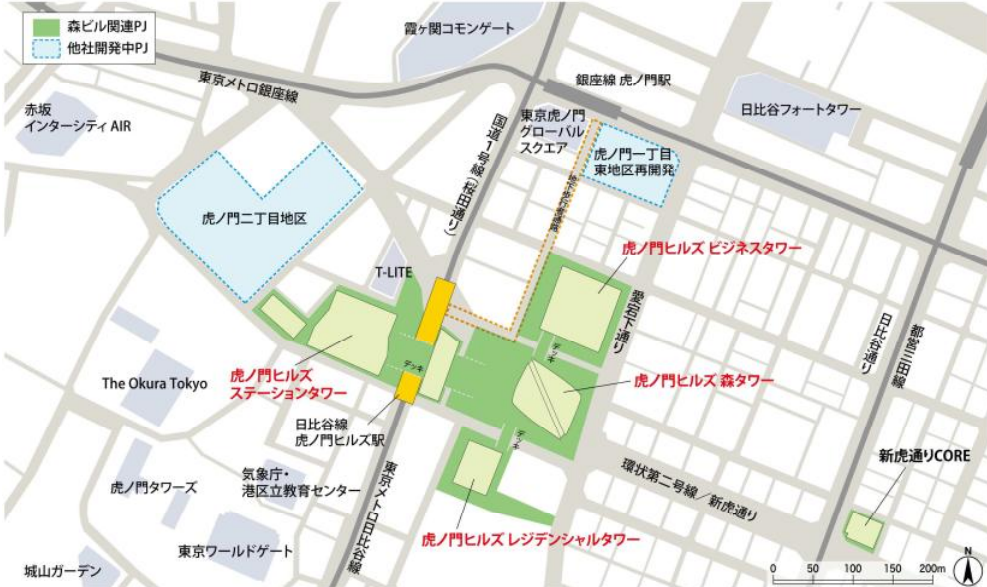 森ビル関連PJ
他社開発中PJ
霞ヶ関コモンゲート
東京メトロ銀座線
銀座線 虎ノ門駅
赤坂
インターシティ AIR
国道1号線(桜田通り)
東京虎ノ門
グローバル
スクエア
地下歩行者通路
虎ノ門一丁目
東地区再開発
日比谷フォートタワー
虎ノ門二丁目地区
T-LITE
虎ノ門ヒルズ ビジネスタワー
愛宕下通り
日比谷通り
都営三田線
デッキ
デッキ
The Okura Tokyo
虎ノ門ヒルズ
ステーションタワー
虎ノ門ヒルズ 森タワー
日比谷線
虎ノ門ヒルズ駅
デッキ
新虎通りCORE
虎ノ門タワーズ
気象庁・
港区立教育センター
東京メトロ日比谷線
環状第二号線/新虎通り
虎ノ門ヒルズ レジデンシャルタワー
東京ワールドゲート
城山ガーデン
0 50 100 150 200m
N